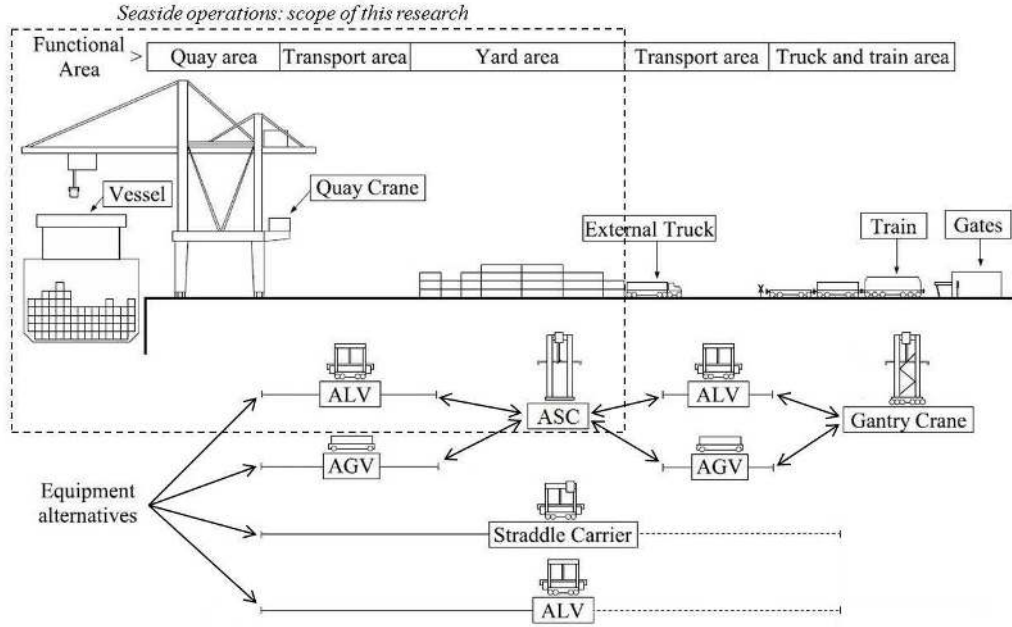 Seaside operations: scope of this research
Functional Area > Quay area Transport area Yard area Transport area Truck and train area
Vessel
Quay Crane
External Truck
Train
Gates
ALV
ASC
ALV
Gantry Crane
AGV
AGV
Equipment
alternatives
Straddle Carrier
ALV